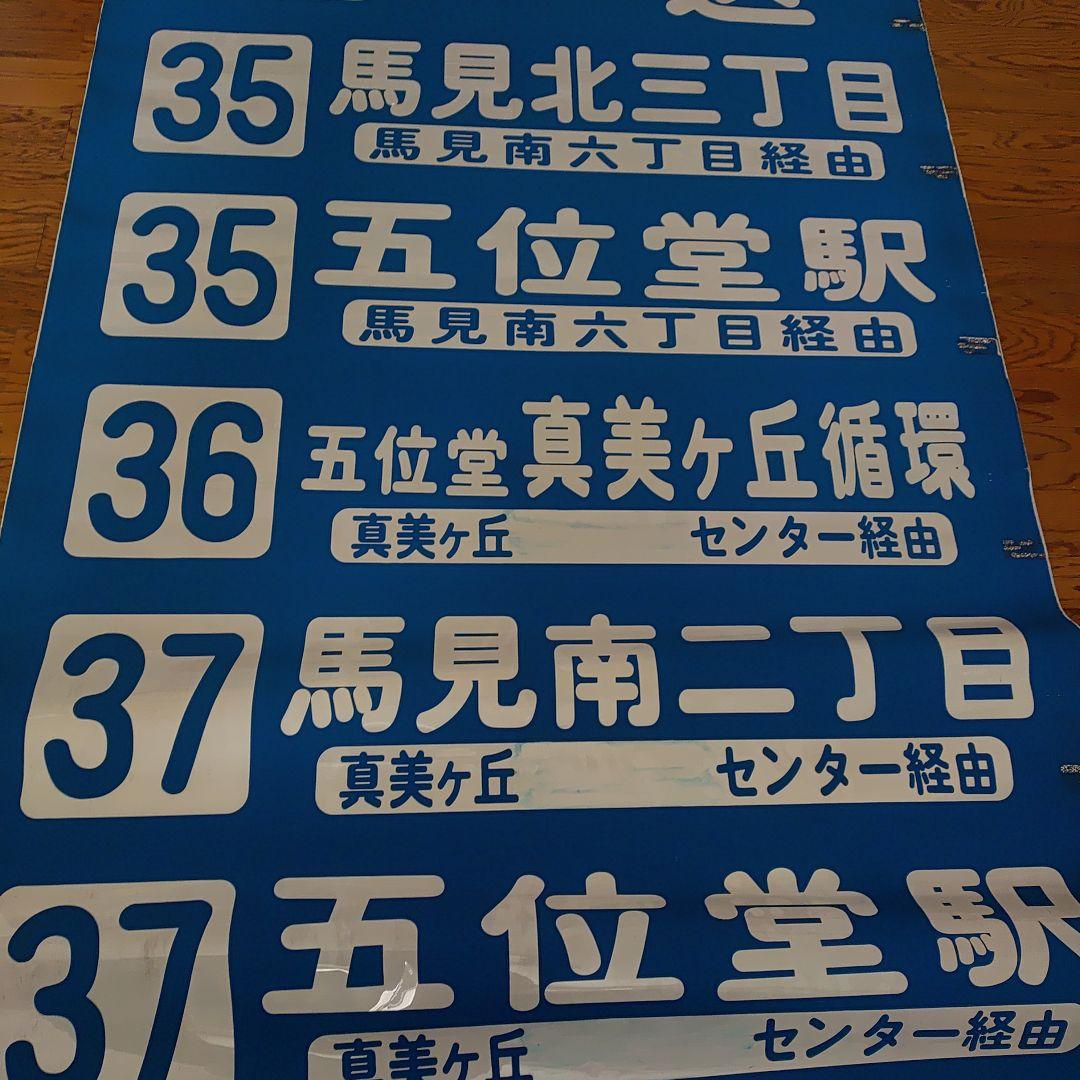 35 馬見北三丁目
馬見南六丁目経由
35 五位堂駅
馬見南六丁目経由
36 五位堂真美ヶ丘循環
真美ヶ丘 センター経由
37 馬見南二丁目
真美ヶ丘 センター経由
37 五位堂駅
真美ヶ丘 センター経由